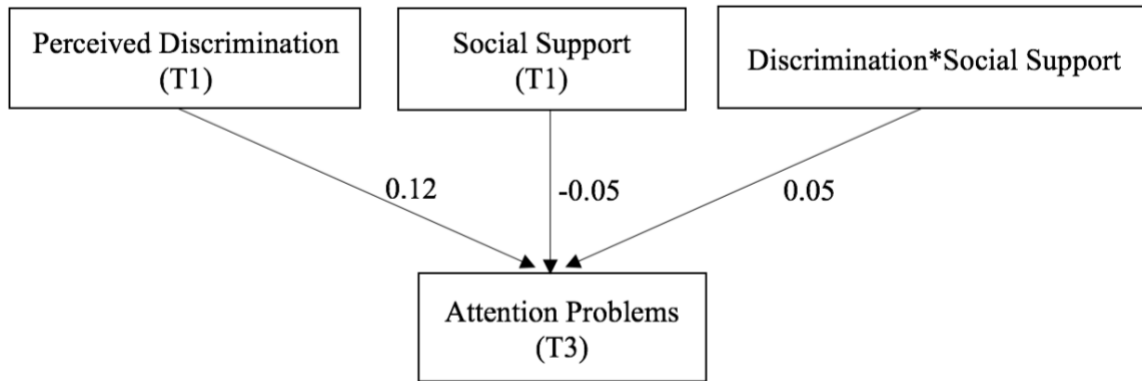 Perceived Discrimination
(T1)
Social Support
(T1)
Discrimination*Social Support
0.12
-0.05
0.05
Attention Problems
(T3)